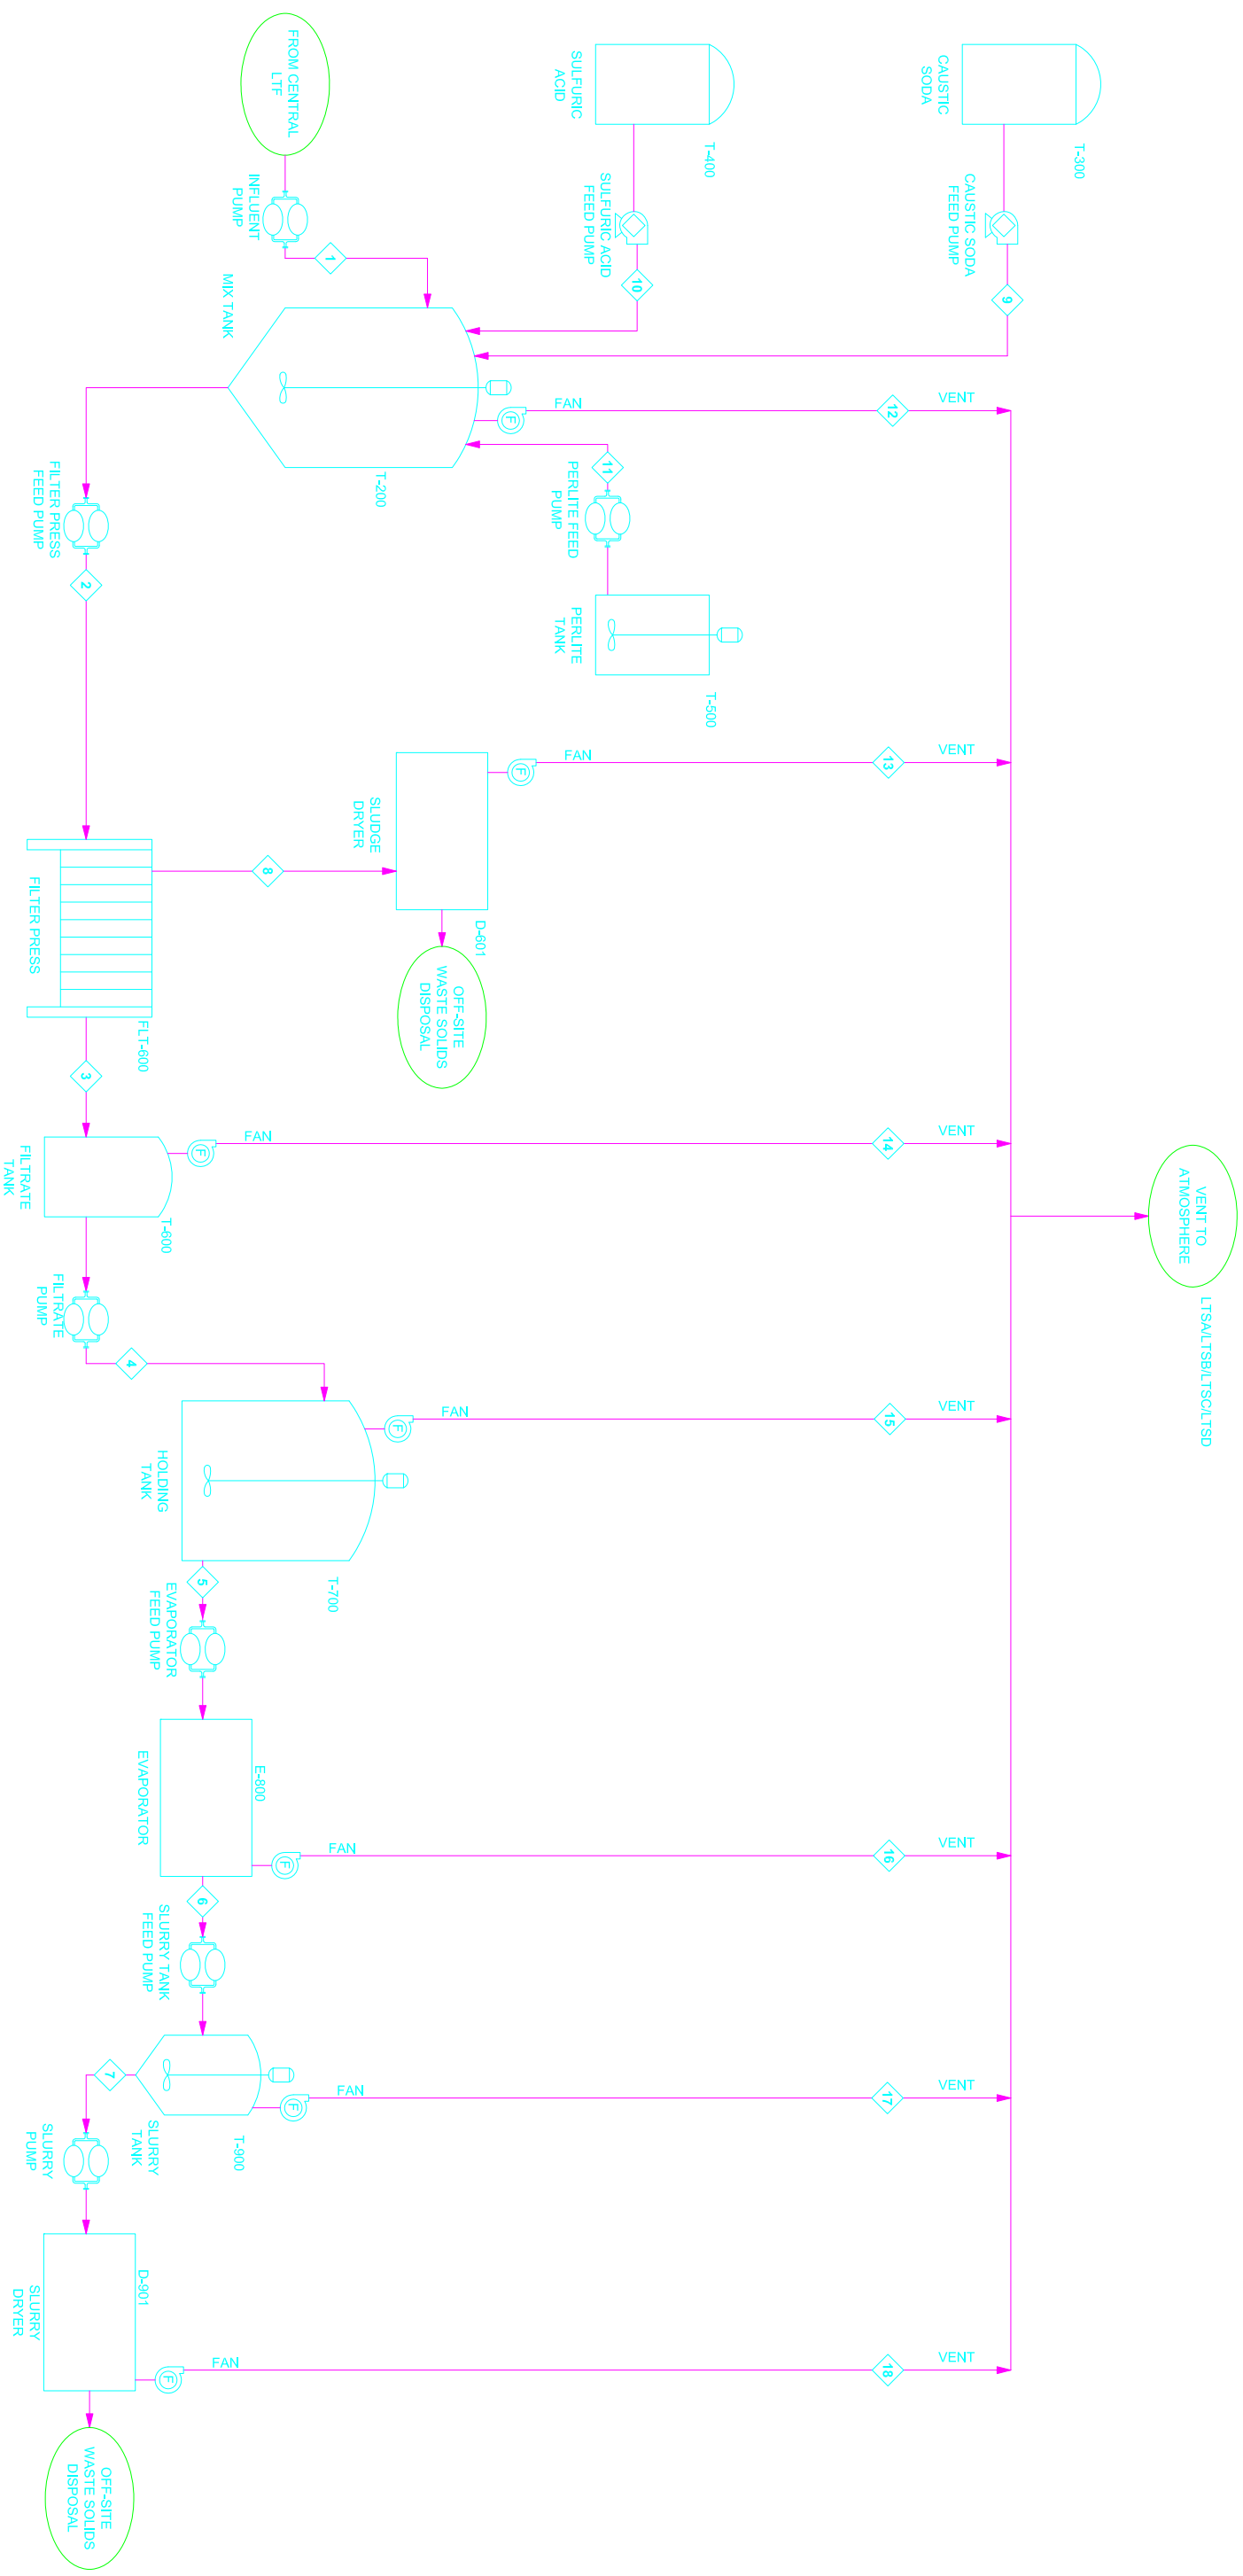 VENT TO
ATMOSPHERE
LTSA/LTSB/LTSC/LTSD
T-300
CAUSTIC
SODA
CAUSTIC SODA
FEED PUMP
9
T-400
SULFURIC
ACID
SULFURIC ACID
FEED PUMP
10
FROM CENTRAL
LTF
INFLUENT
PUMP
1
MIX TANK
T-200
F
FAN
12
VENT
11
PERLITE FEED
PUMP
PERLITE
TANK
T-500
FILTER PRESS
FEED PUMP
2
FILTER PRESS
FLT-600
8
SLUDGE
DRYER
D-601
F
FAN
13
VENT
OFF-SITE
WASTE SOLIDS
DISPOSAL
3
FILTRATE
TANK
T-600
F
FAN
14
VENT
FILTRATE
PUMP
4
HOLDING
TANK
T-700
F
FAN
15
VENT
5
EVAPORATOR
FEED PUMP
E-800
EVAPORATOR
F
FAN
16
VENT
6
SLURRY TANK
FEED PUMP
SLURRY
TANK
T-900
F
FAN
17
VENT
7
SLURRY
PUMP
D-901
SLURRY
DRYER
F
FAN
18
VENT
OFF-SITE
WASTE SOLIDS
DISPOSAL